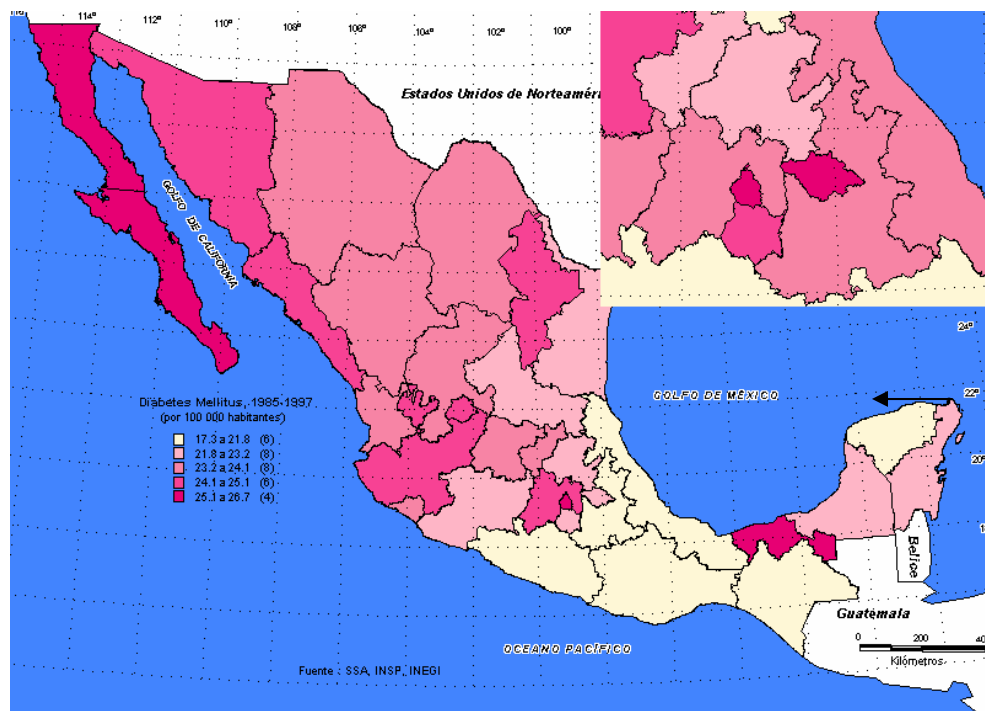 116º
114º
112º
110º
108º
106º
104º
102º
100º
Estados Unidos de Norteaméri
GOLFO DE CALIFORNIA
24º
Diabetes Mellitus, 1985-1997
(por 100 000 habitantes)
17.3 a 21.8 (6)
21.8 a 23.2 (8)
23.2 a 24.1 (8)
24.1 a 25.1 (6)
25.1 a 26.7 (4)
GOLFO DE MÉXICO
22º
20º
Belice
Guatemala
0 200 40
Kilómetros
OCEANO PACÍFICO
Fuente : SSA, INSP, INEGI